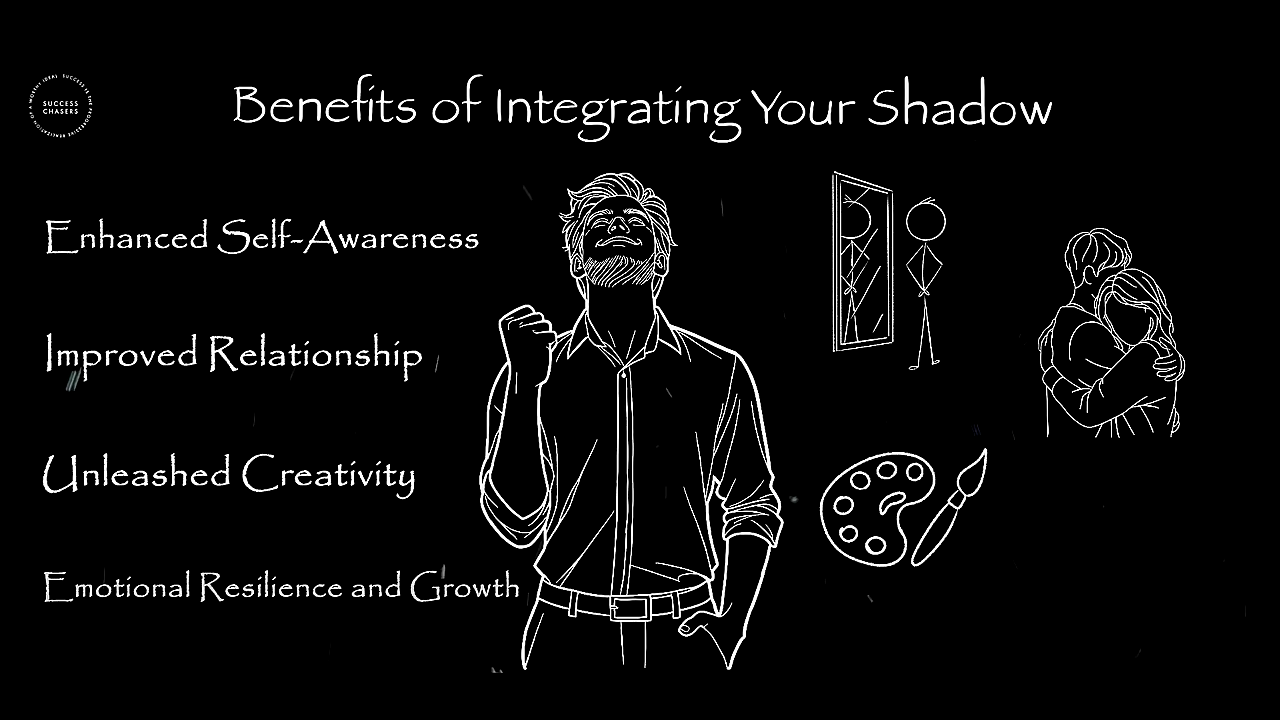 Benefits of Integrating Your Shadow
SUCCESS
CHASERS
Enhanced Self-Awareness
Improved Relationship
Unleashed Creativity
Emotional Resilience and Growth